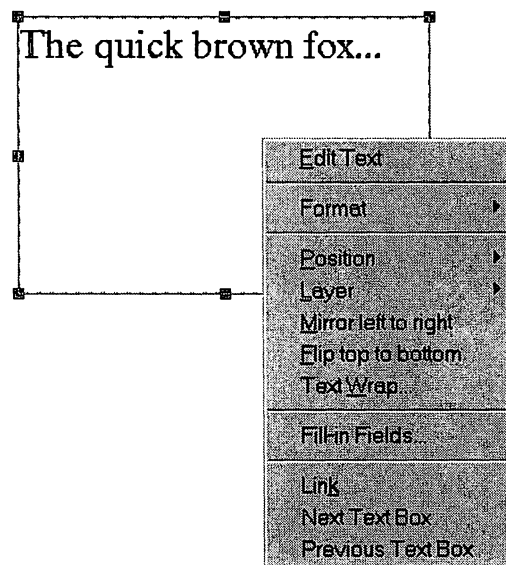 The quick brown fox...
Edit Text
Format
Position
Layer
Mirror left to right
Flip top to bottom
Text Wrap...
Fill-in Fields...
Link
Next Text Box
Previous Text Box